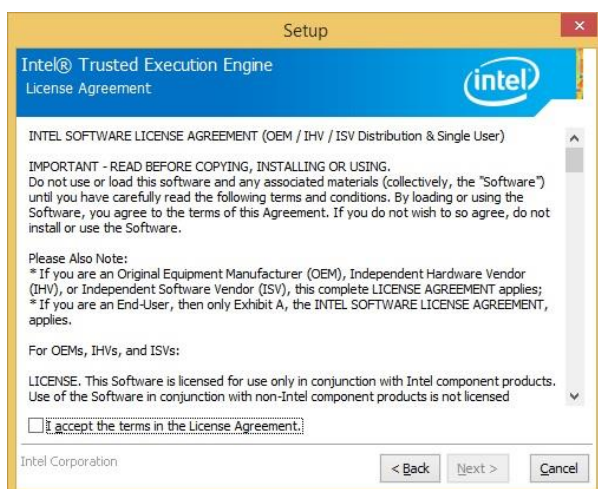 Setup
Intel® Trusted Execution Engine
License Agreement
intel
INTEL SOFTWARE LICENSE AGREEMENT (OEM / IHV / ISV Distribution & Single User)
IMPORTANT - READ BEFORE COPYING, INSTALLING OR USING.
Do not use or load this software and any associated materials (collectively, the "Software")
until you have carefully read the following terms and conditions. By loading or using the
Software, you agree to the terms of this Agreement. If you do not wish to so agree, do not
install or use the Software.
Please Also Note:
* If you are an Original Equipment Manufacturer (OEM), Independent Hardware Vendor
(IHV), or Independent Software Vendor (ISV), this complete LICENSE AGREEMENT applies;
* If you are an End-User, then only Exhibit A, the INTEL SOFTWARE LICENSE AGREEMENT,
applies.
For OEMs, IHVs, and ISVs:
LICENSE. This Software is licensed for use only in conjunction with Intel component products.
Use of the Software in conjunction with non-Intel component products is not licensed
I accept the terms in the License Agreement.
Intel Corporation
< Back
Next >
Cancel